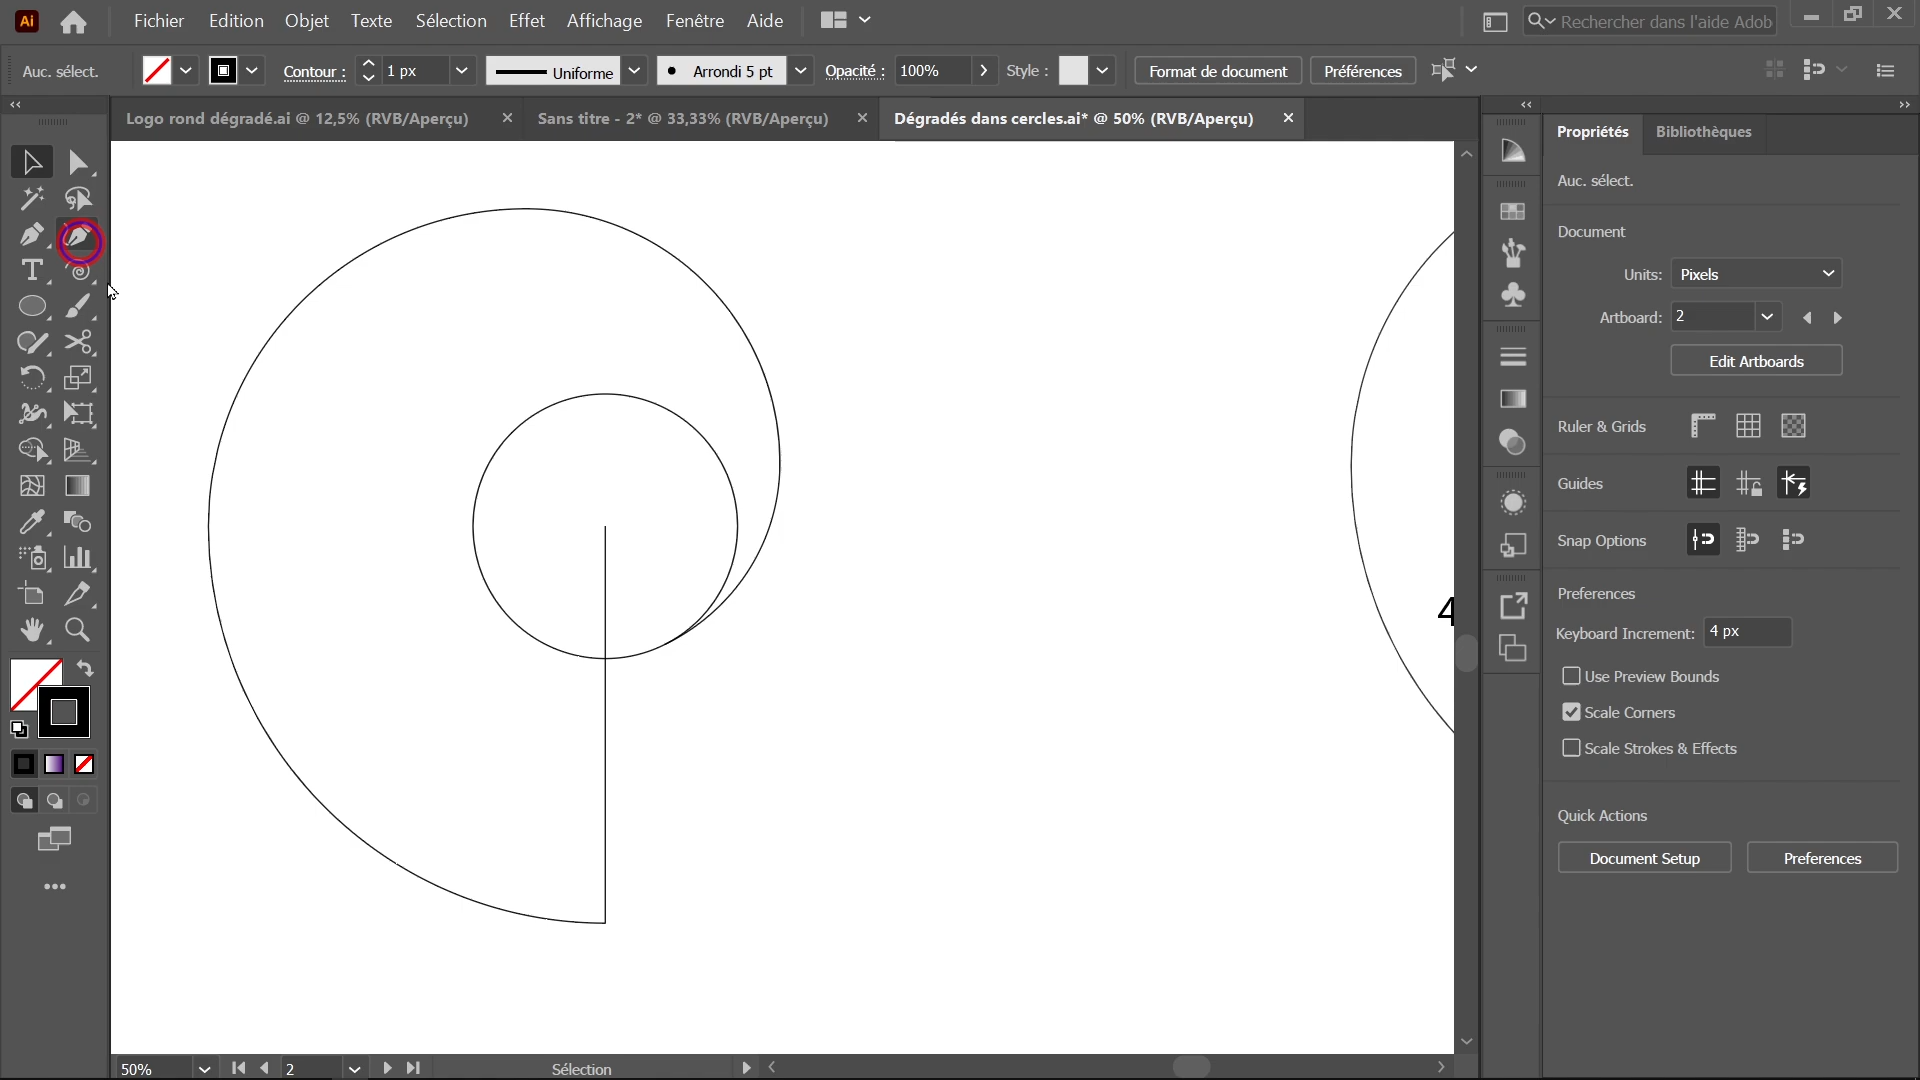 Ai
Fichier
Edition
Objet
Texte
Sélection
Effet
Affichage
Fenêtre
Aide
Rechercher dans l'aide Adob
Auc. sélect.
Contour :
1 px
Uniforme
Arrondi 5 pt
Opacité :
100%
Style :
Format de document
Préférences
Logo rond dégradé.ai @ 12,5% (RVB/Aperçu)
Sans titre - 2* @ 33,33% (RVB/Aperçu)
Dégradés dans cercles.ai* @ 50% (RVB/Aperçu)
Propriétés
Bibliothèques
Auc. sélect.
Document
Units:
Pixels
Artboard:
2
Edit Artboards
Ruler & Grids
Guides
Snap Options
Preferences
Keyboard Increment:
4 px
Use Preview Bounds
Scale Corners
Scale Strokes & Effects
Quick Actions
Document Setup
Preferences
4
50%
2
Sélection